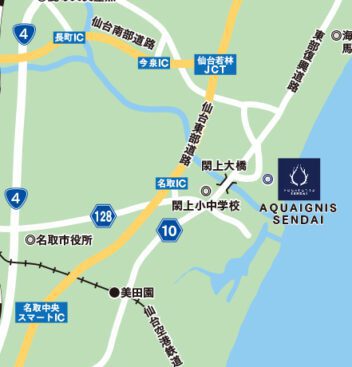 4
仙台南部道路
長町IC
今泉IC
仙台若林
JCT
東部復興道路
◎海
馬
仙台東部道路
閖上大橋
名取IC
閖上小中学校
AQUAIGNIS
SENDAI
4
128
10
◎名取市役所
美田園
名取中央
スマートIC
仙台空港鉄道